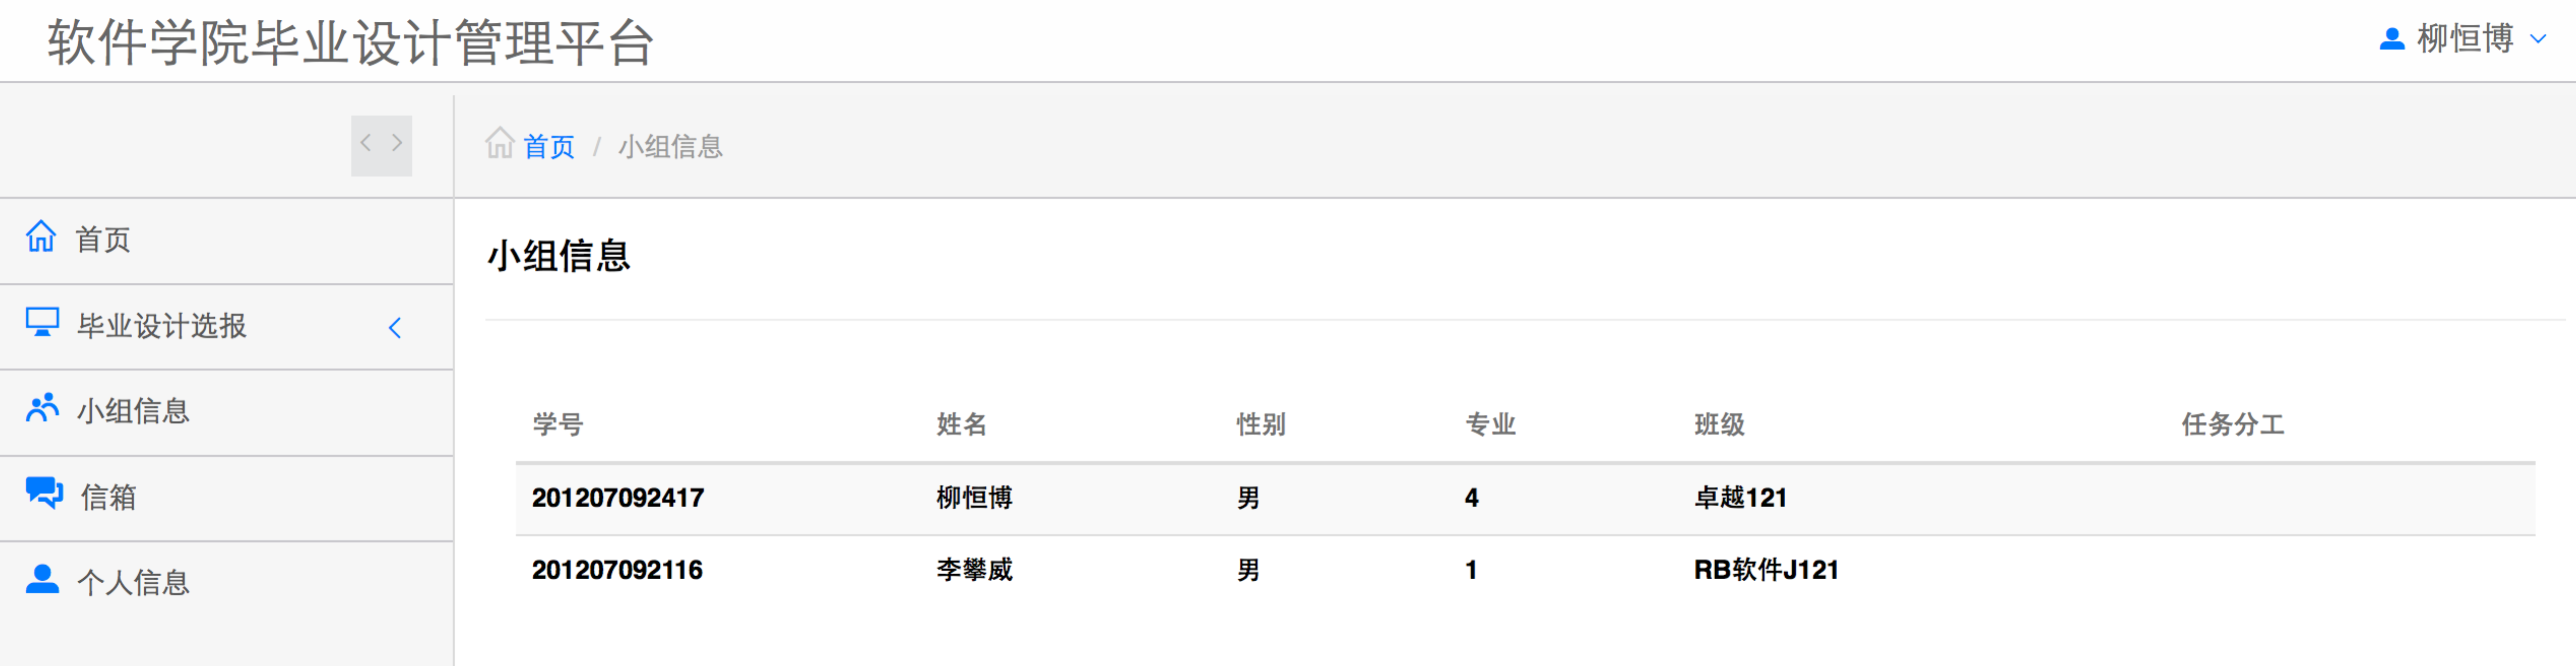 软件学院毕业设计管理平台 柳恒博
首页 / 小组信息
首页
毕业设计选报
小组信息
信箱
个人信息
小组信息
学号 姓名 性别 专业 班级 任务分工
201207092417 柳恒博 男 4 卓越121
201207092116 李攀威 男 1 RB软件J121